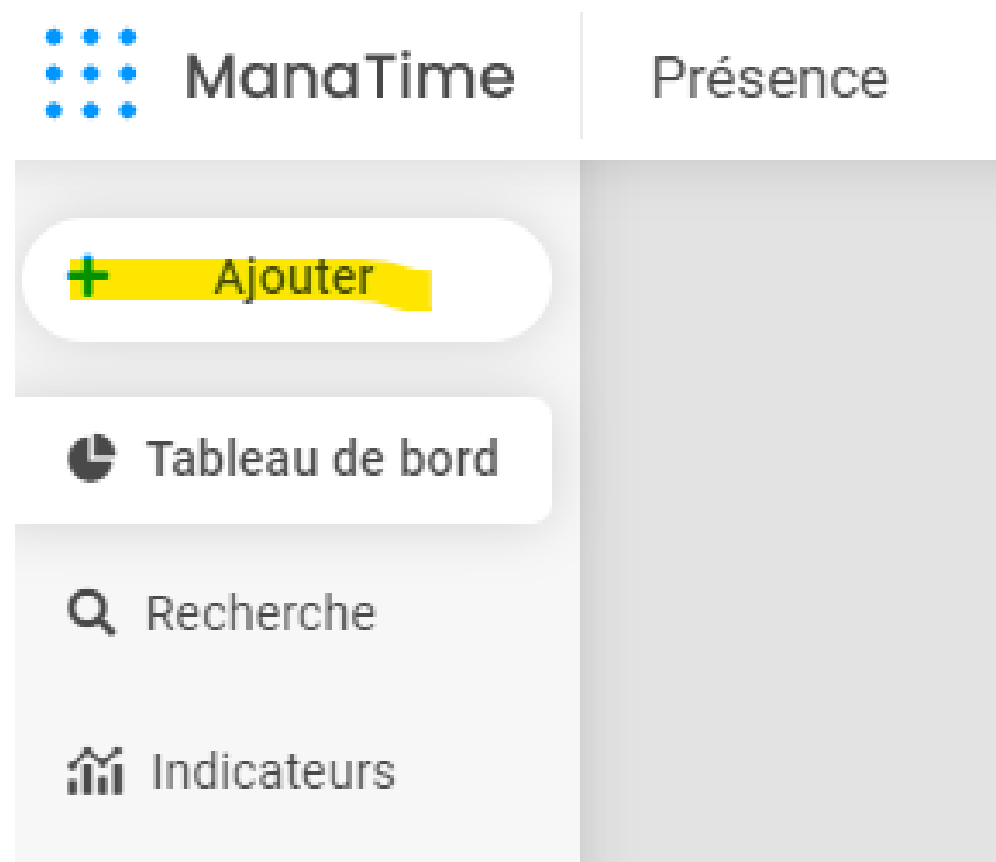 ManaTime
Présence
Ajouter
Tableau de bord
Recherche
Indicateurs